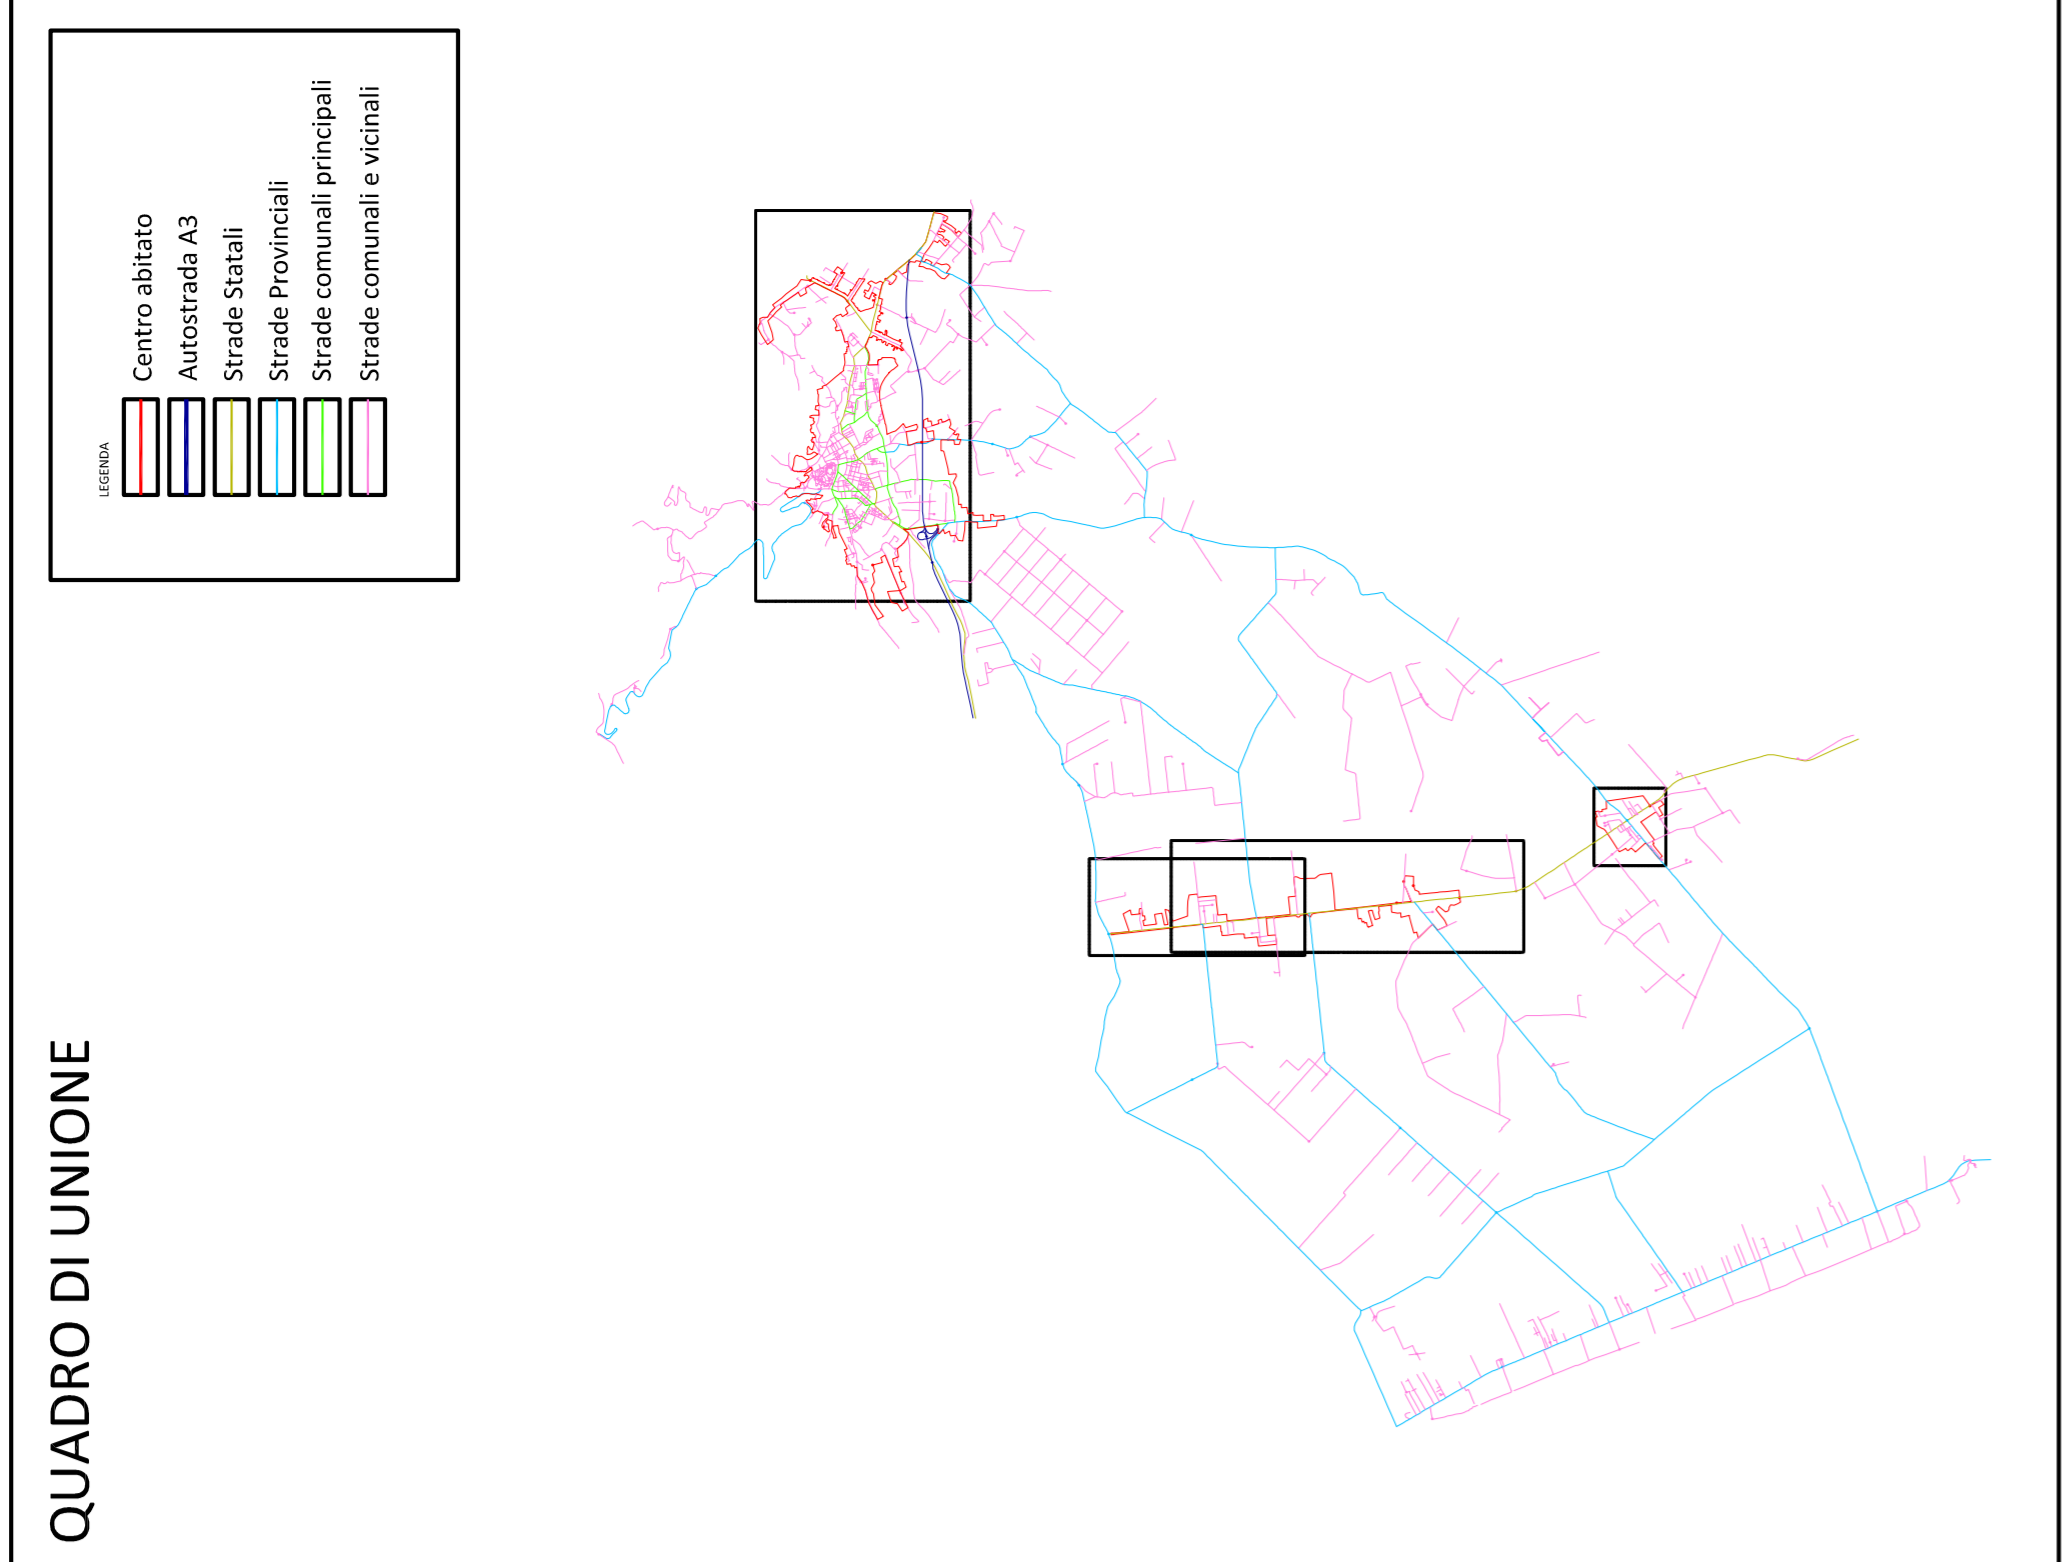 QUADRO DI UNIONE
LEGENDA
Centro abitato
Autostrada A3
Strade Statali
Strade Provinciali
Strade comunali principali
Strade comunali e vicinali